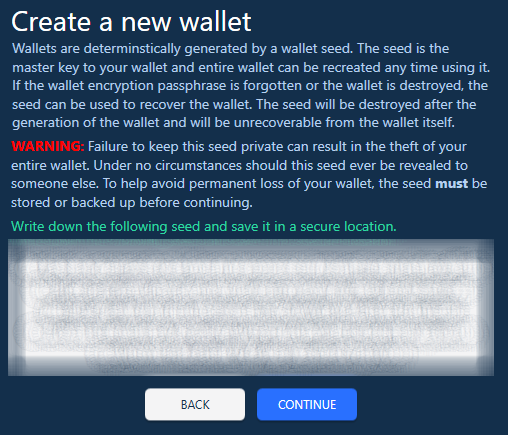 Create a new wallet
Wallets are determinstically generated by a wallet seed. The seed is the
master key to your wallet and entire wallet can be recreated any time using it.
If the wallet encryption passphrase is forgotten or the wallet is destroyed, the
seed can be used to recover the wallet. The seed will be destroyed after the
generation of the wallet and will be unrecoverable from the wallet itself.
WARNING: Failure to keep this seed private can result in the theft of your
entire wallet. Under no circumstances should this seed ever be revealed to
someone else. To help avoid permanent loss of your wallet, the seed must be
stored or backed up before continuing.
Write down the following seed and save it in a secure location.
BACK
CONTINUE